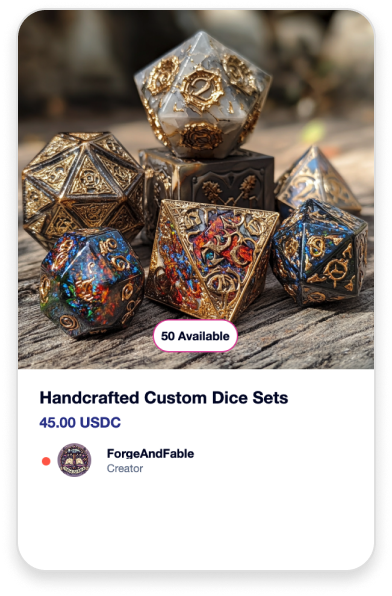 50 Available
Handcrafted Custom Dice Sets
45.00 USDC
ForgeAndFable
Creator